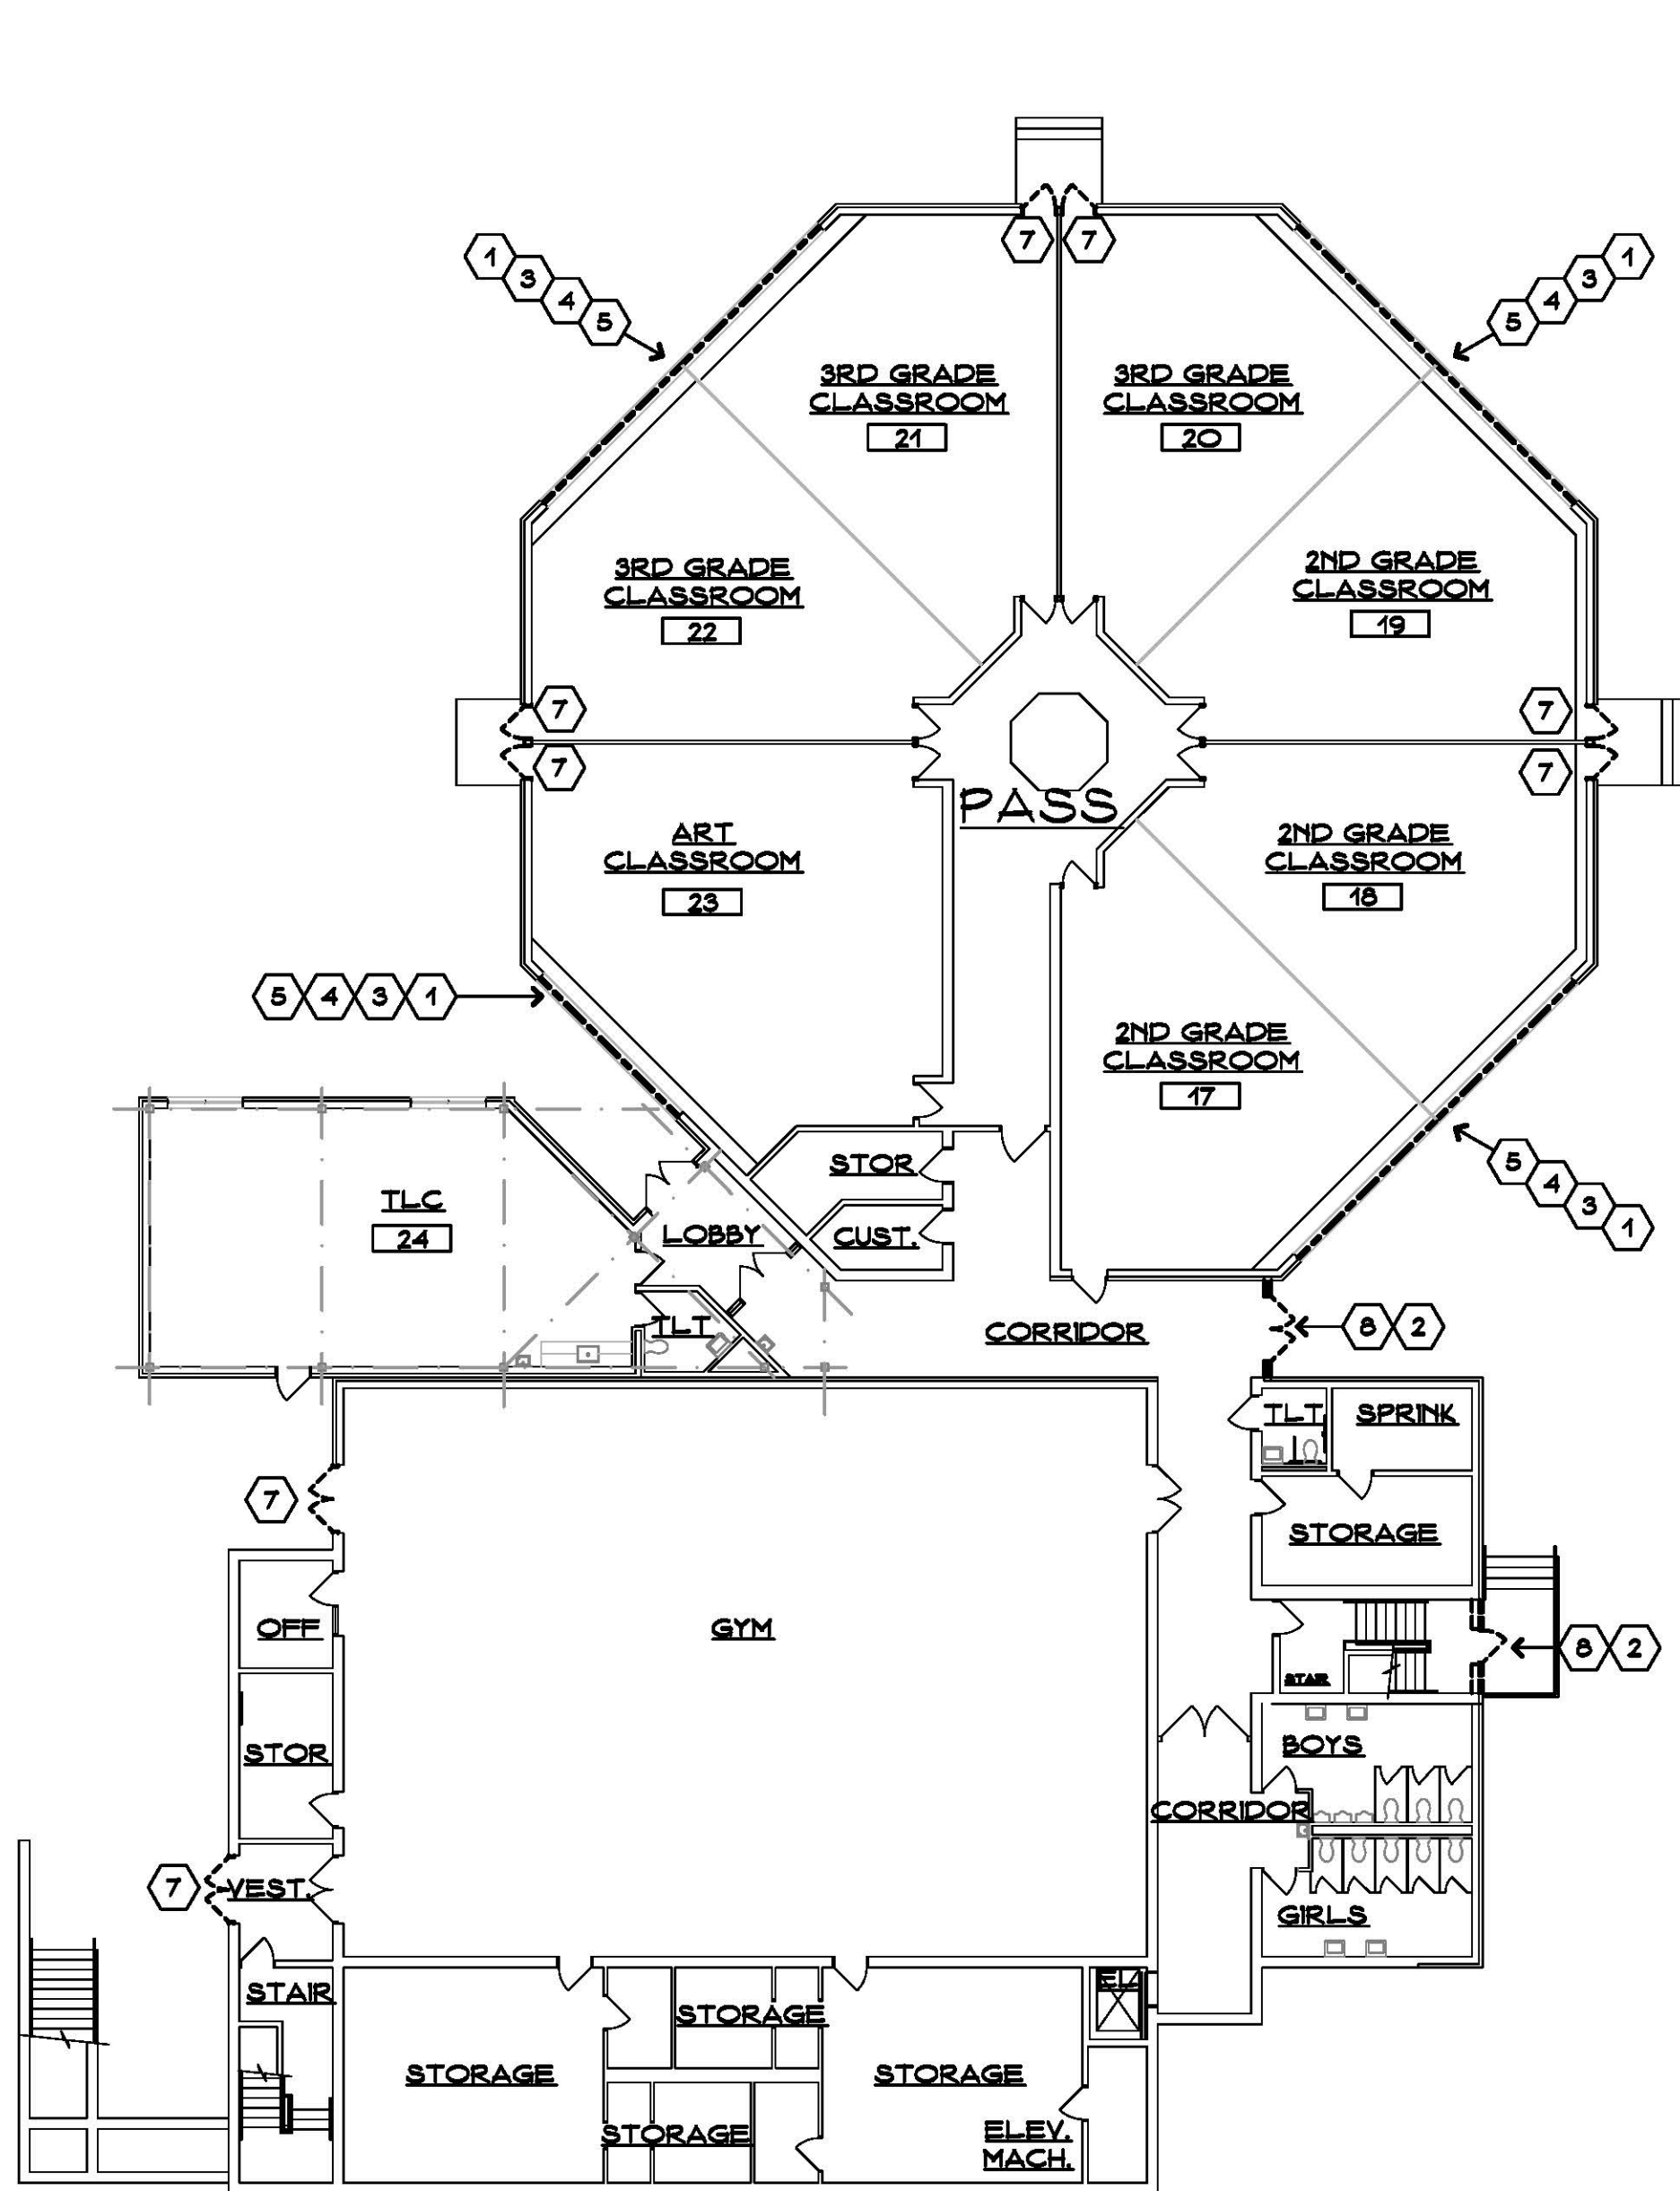 7 7
1 3 4 5
5 4 3 1
3RD GRADE
CLASSROOM
21
3RD GRADE
CLASSROOM
20
3RD GRADE
CLASSROOM
22
2ND GRADE
CLASSROOM
19
7
7
7
7
PASS
ART
CLASSROOM
23
2ND GRADE
CLASSROOM
18
5 4 3 1
2ND GRADE
CLASSROOM
17
5 4 3 1
STOR
TLC
24
LOBBY
CUST.
TLT
CORRIDOR
8 2
TLT
SPRINK
7
STORAGE
OFF
GYM
8 2
STAIR
STOR
BOYS
CORRIDOR
7
VEST.
GIRLS
STAIR
EL
STORAGE
STORAGE
STORAGE
STORAGE
ELEV.
MACH.